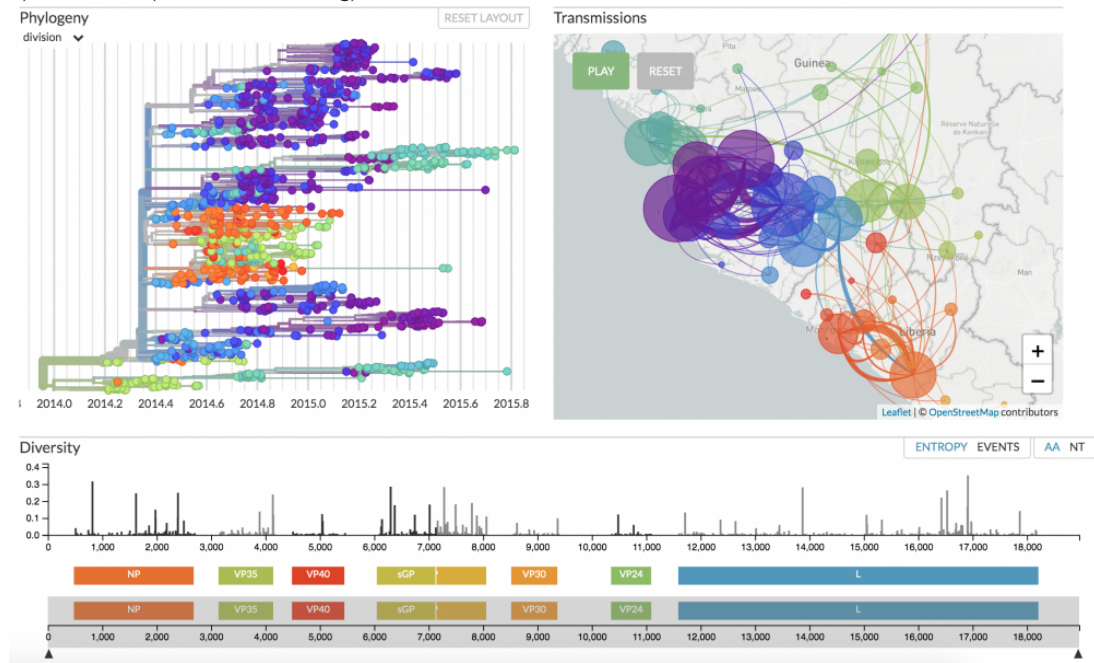 Phylogeny
RESET LAYOUT
division
2014.0 2014.2 2014.4 2014.6 2014.8 2015.0 2015.2 2015.4 2015.6 2015.8
Transmissions
PLAY
RESET
Pita
Guinea
Mamou
Réserve Naturelle
de Kankan
Man
Liberia
+
−
Leaflet | © OpenStreetMap contributors
Diversity
ENTROPY EVENTS
AA NT
0.4
0.3
0.2
0.1
0.0
0 1,000 2,000 3,000 4,000 5,000 6,000 7,000 8,000 9,000 10,000 11,000 12,000 13,000 14,000 15,000 16,000 17,000 18,000
NP VP35 VP40 sGP VP30 VP24 L
NP VP35 VP40 sGP VP30 VP24 L
0 1,000 2,000 3,000 4,000 5,000 6,000 7,000 8,000 9,000 10,000 11,000 12,000 13,000 14,000 15,000 16,000 17,000 18,000